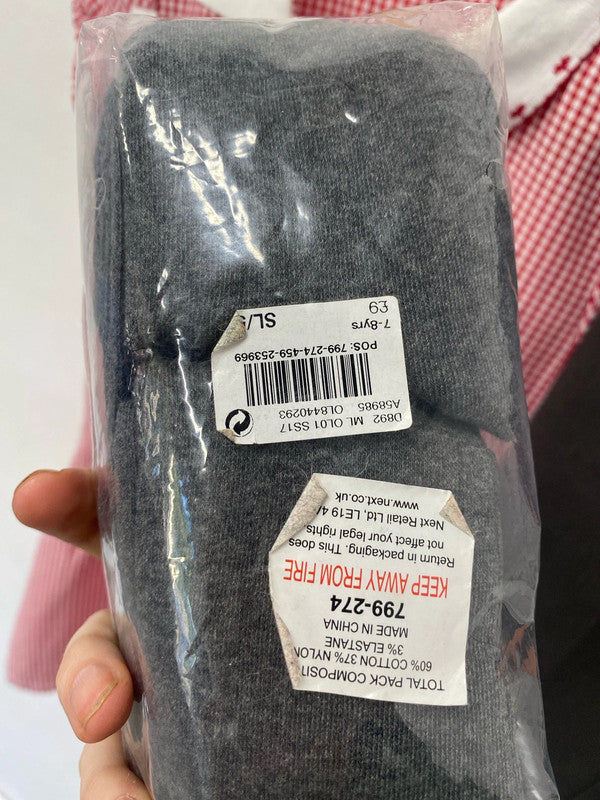 £9
7-8yrs SL/
POS: 799-274-459-253969
A58985 OL8440293
D892 ML OL01 SS17
www.next.co.uk
Next Retail Ltd, LE19 4
not affect your legal rights
Return in packaging. This does
KEEP AWAY FROM FIRE
799-274
MADE IN CHINA
3% ELASTANE
60% COTTON 37% NYLON
TOTAL PACK COMPOSIT